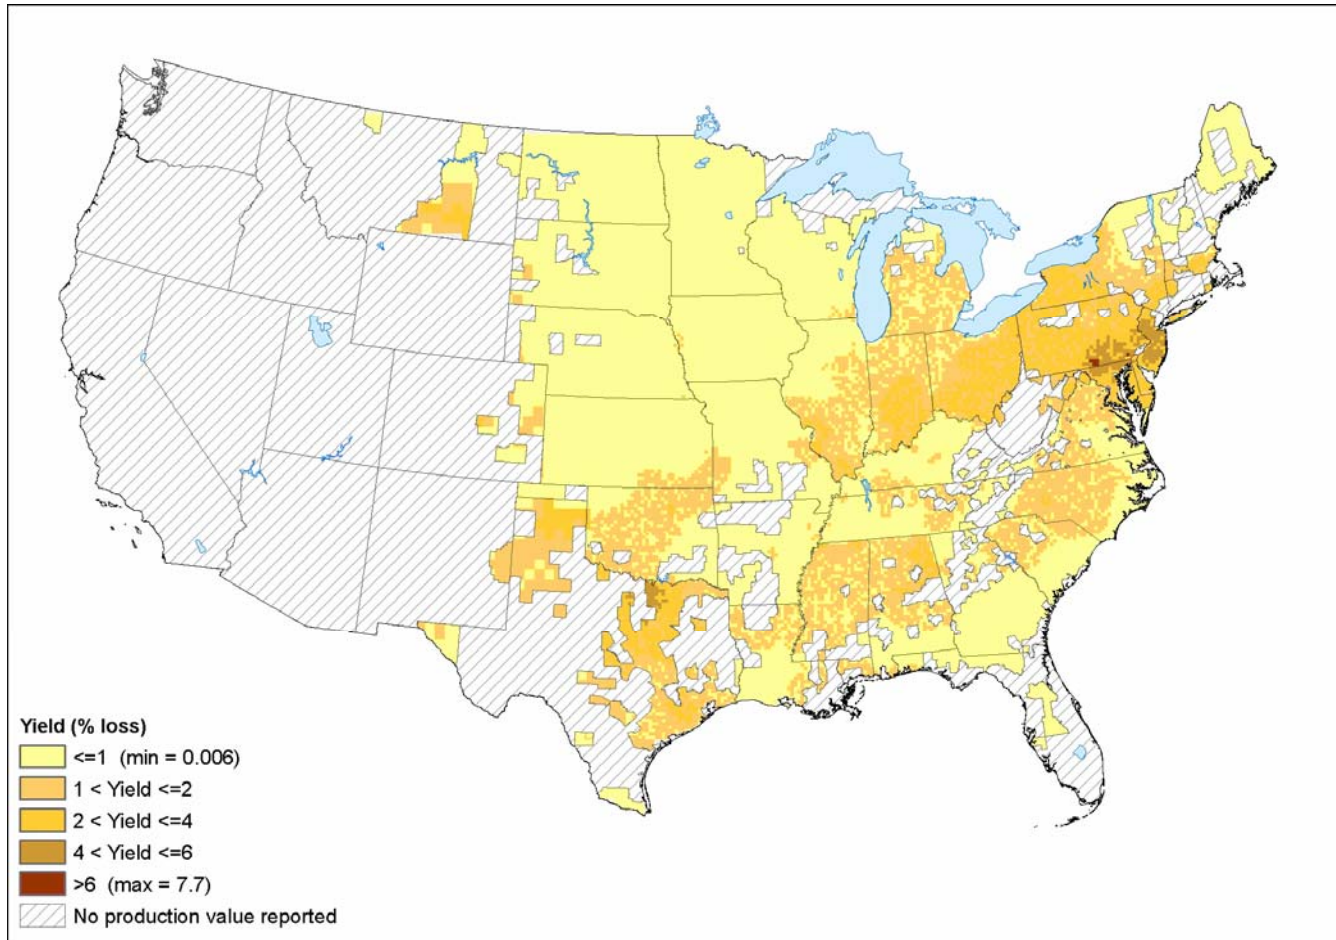 Yield (% loss)
<=1 (min = 0.006)
1 < Yield <=2
2 < Yield <=4
4 < Yield <=6
>6 (max = 7.7)
No production value reported